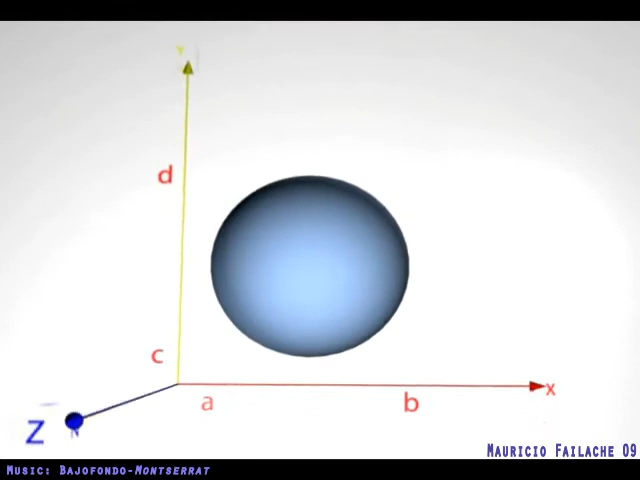 Y
d
c
a
b
x
Z
Mauricio Failache 09
Music: Bajofondo-Montserrat